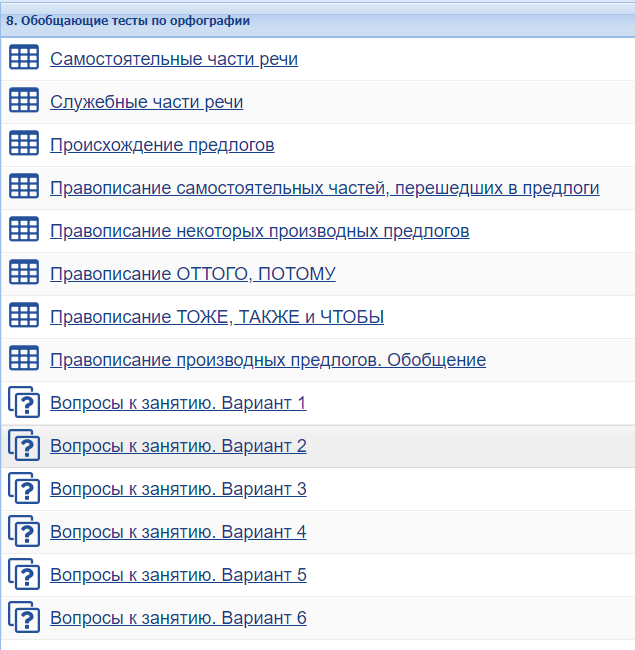 8. Обобщающие тесты по орфографии
Самостоятельные части речи
Служебные части речи
Происхождение предлогов
Правописание самостоятельных частей, перешедших в предлоги
Правописание некоторых производных предлогов
Правописание ОТТОГО, ПОТОМУ
Правописание ТОЖЕ, ТАКЖЕ и ЧТОБЫ
Правописание производных предлогов. Обобщение
Вопросы к занятию. Вариант 1
Вопросы к занятию. Вариант 2
Вопросы к занятию. Вариант 3
Вопросы к занятию. Вариант 4
Вопросы к занятию. Вариант 5
Вопросы к занятию. Вариант 6